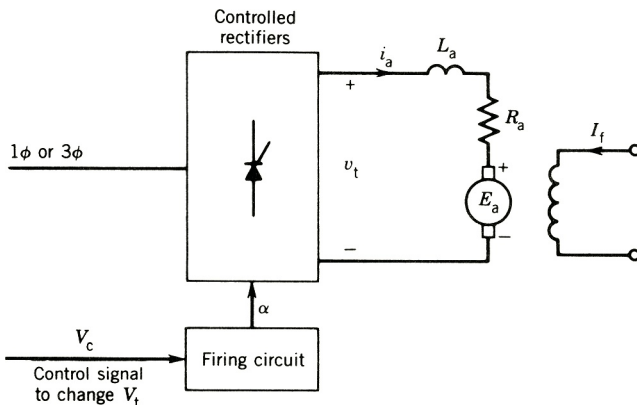 Controlled
rectifiers
i_a
L_a
+
R_a
1ϕ or 3ϕ
v_t
+
E_a
−
I_f
−
α
V_c
Firing circuit
Control signal
to change V_t